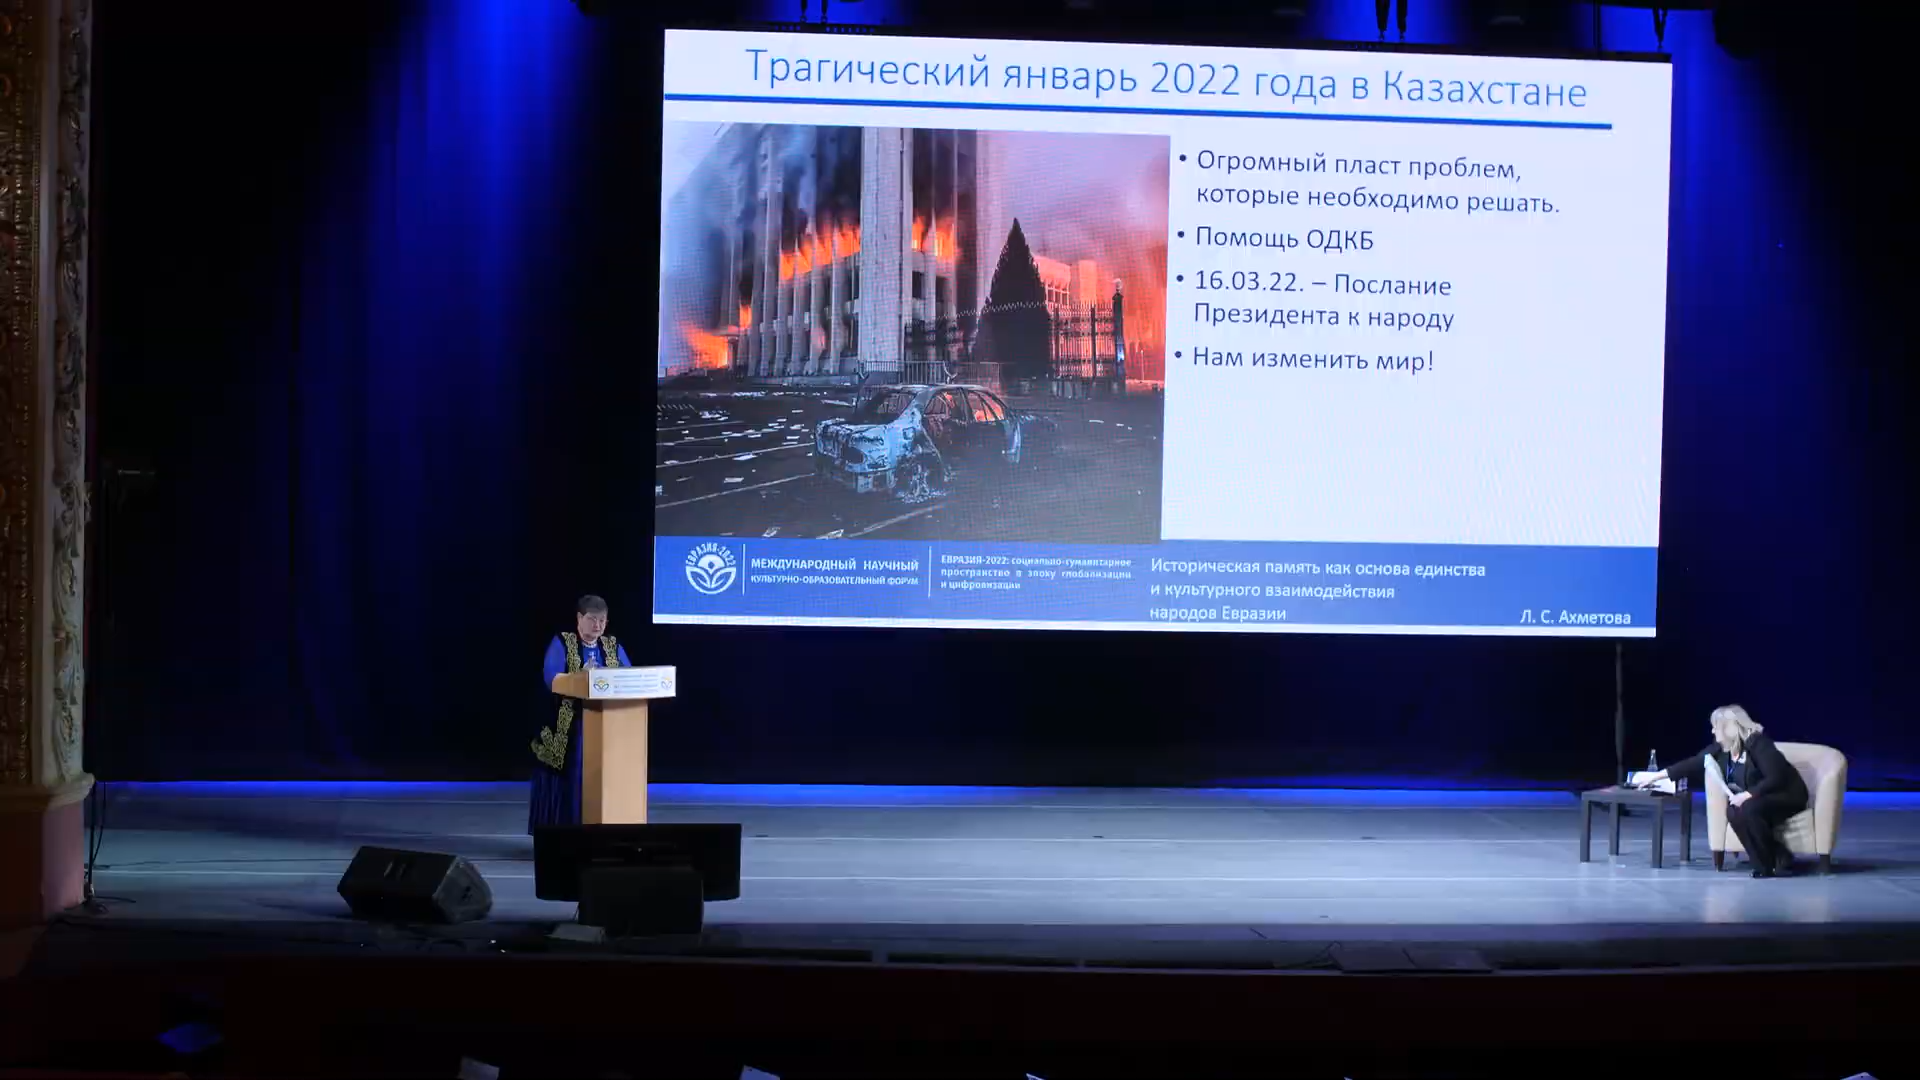 Трагический январь 2022 года в Казахстане
• Огромный пласт проблем,
которые необходимо решать.
• Помощь ОДКБ
• 16.03.22. – Послание
Президента к народу
• Нам изменить мир!
ЕВРАЗИЯ-2022
МЕЖДУНАРОДНЫЙ НАУЧНЫЙ
КУЛЬТУРНО-ОБРАЗОВАТЕЛЬНЫЙ ФОРУМ
ЕВРАЗИЯ-2022: социально-гуманитарное
пространство в эпоху глобализации
и цифровизации
Историческая память как основа единства
и культурного взаимодействия
народов Евразии
Л. С. Ахметова